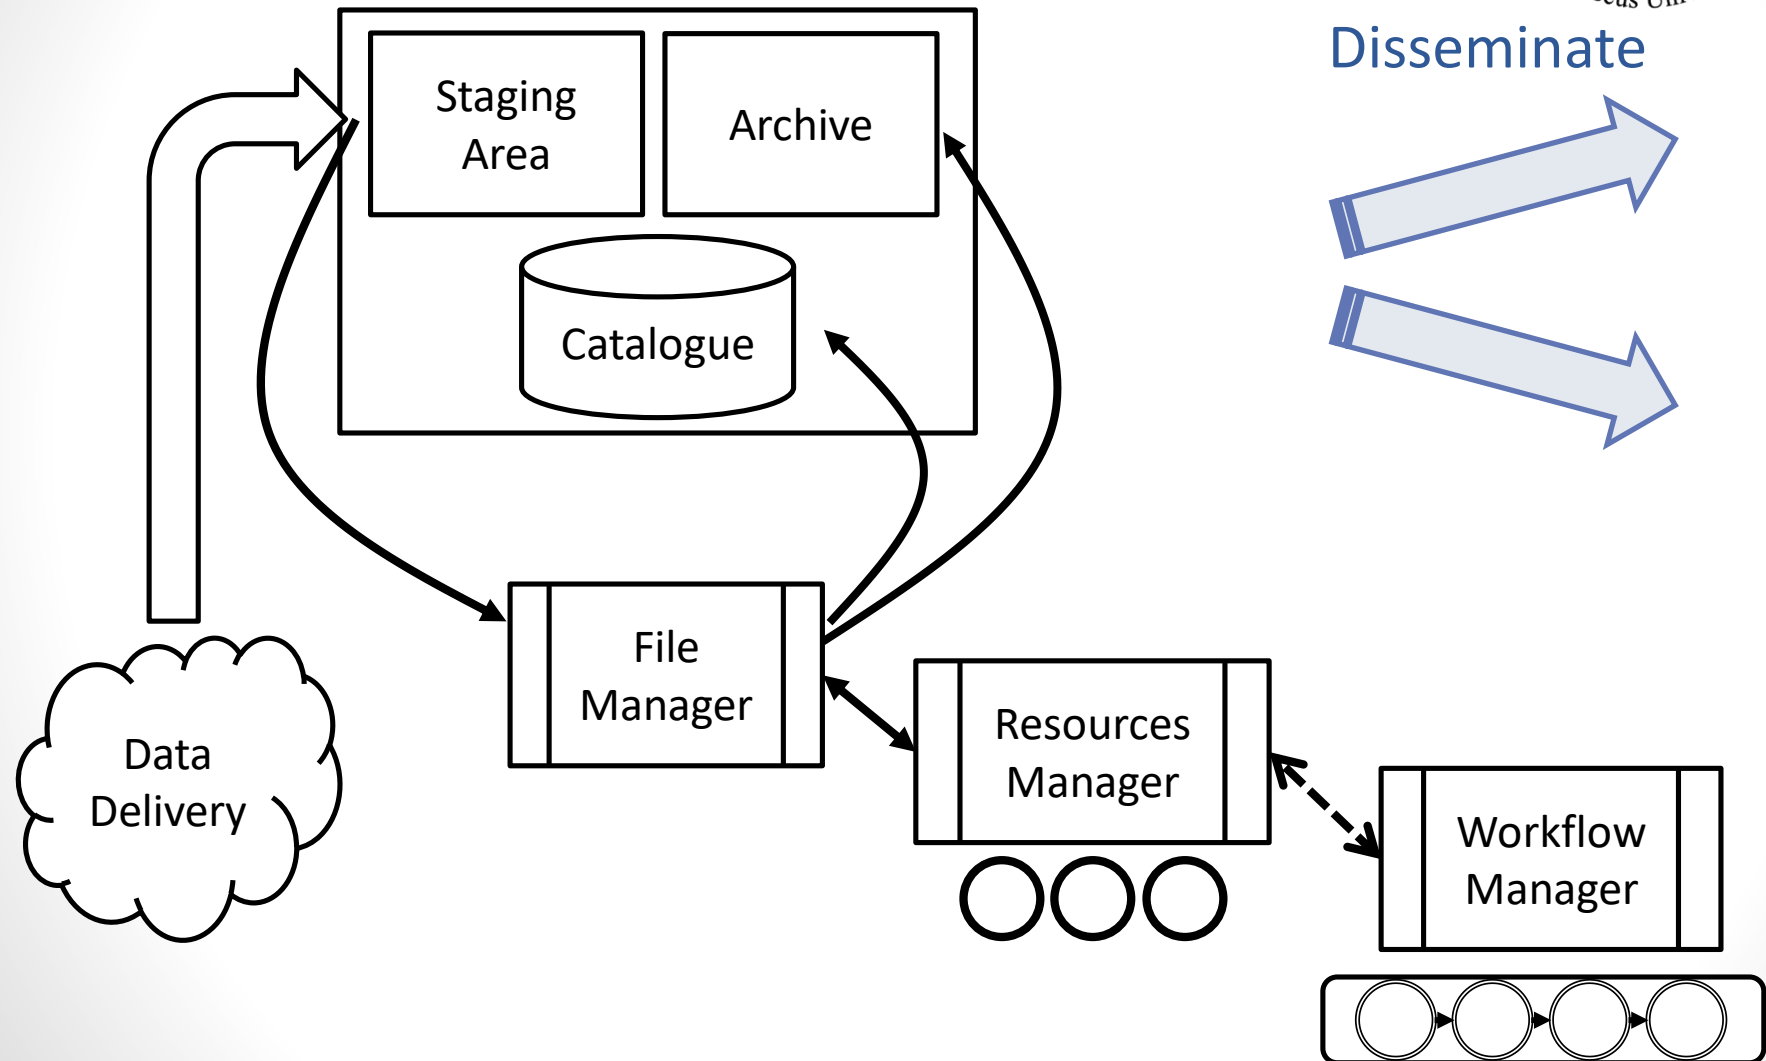 Disseminate
Staging
Area
Archive
Catalogue
File
Manager
Resources
Manager
Data
Delivery
Workflow
Manager